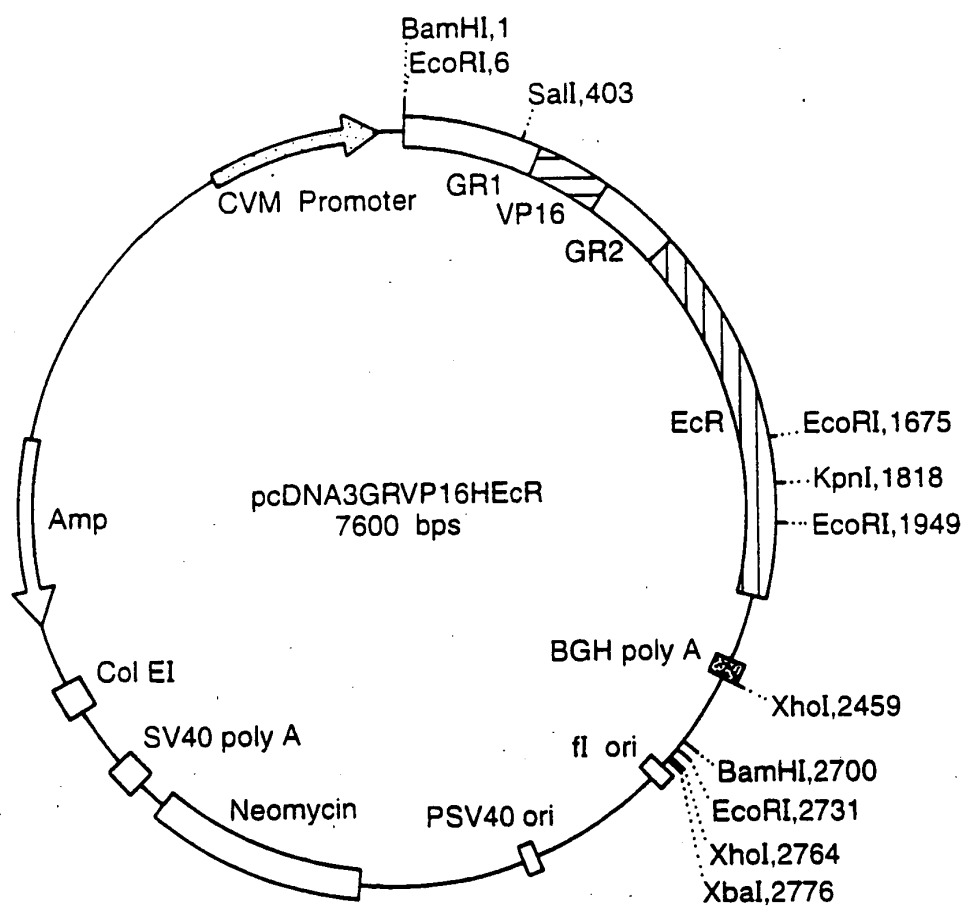 BamHI,1
EcoRI,6
SalI,403
CVM Promoter
GR1
VP16
GR2
EcR
EcoRI,1675
KpnI,1818
EcoRI,1949
pcDNA3GRVP16HEcR
7600 bps
Amp
BGH poly A
XhoI,2459
Col EI
SV40 poly A
fI ori
BamHI,2700
EcoRI,2731
Neomycin
PSV40 ori
XhoI,2764
XbaI,2776